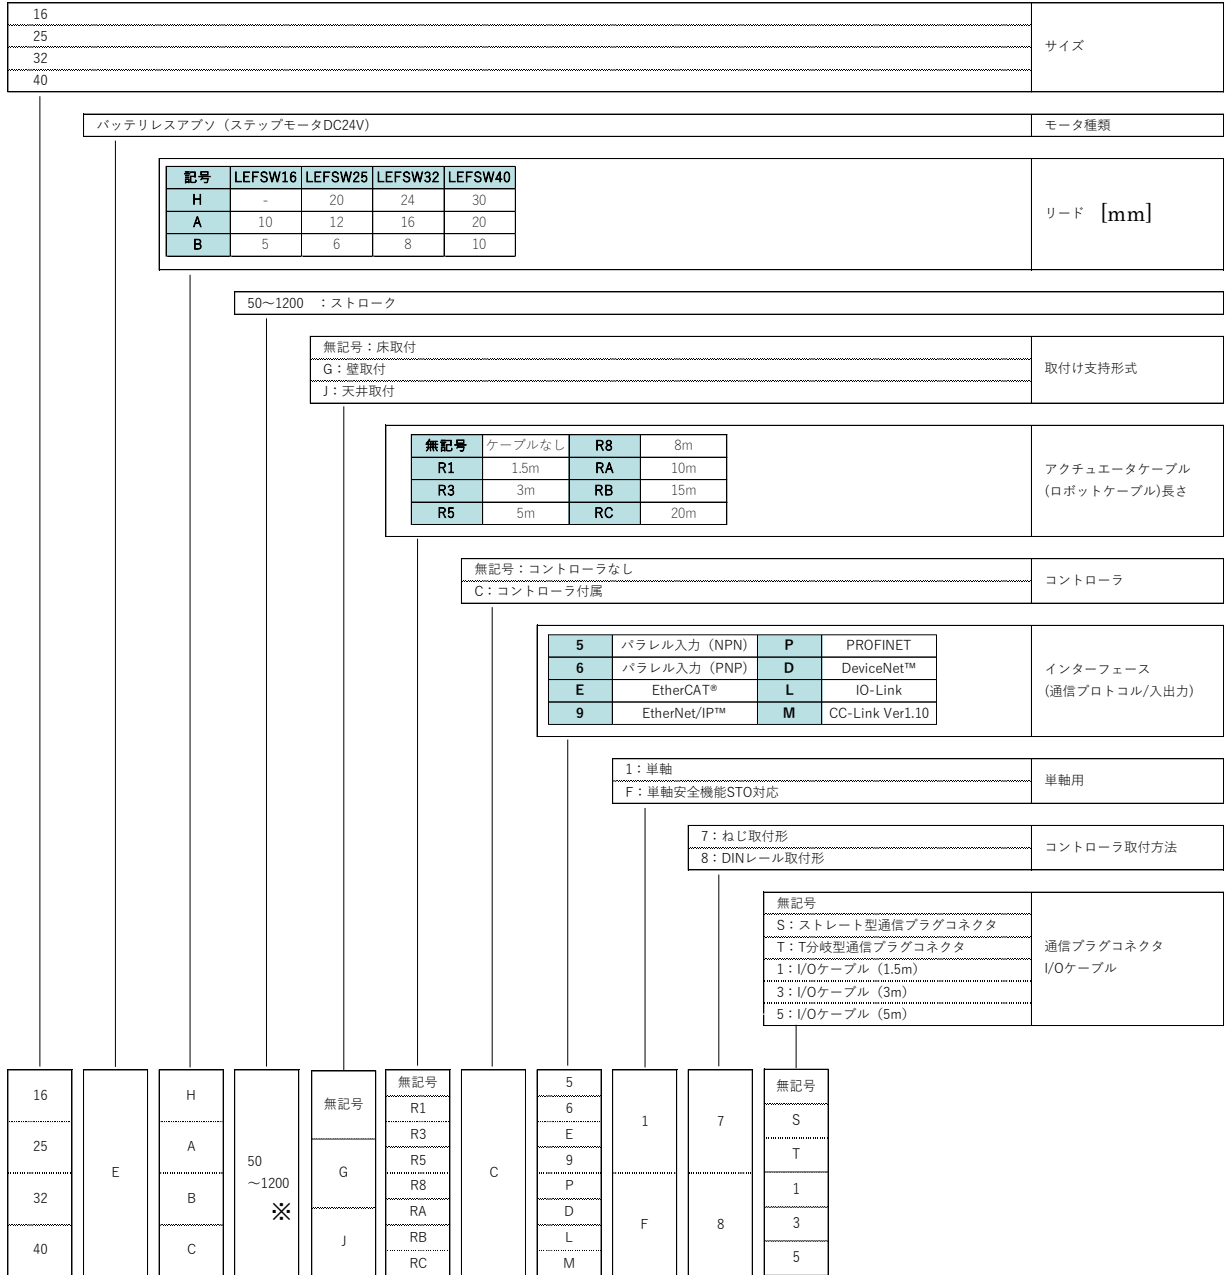 16
25
32
40
サイズ
バッテリレスアブソ（ステップモータDC24V）
モータ種類
記号 LEFSW16 LEFSW25 LEFSW32 LEFSW40
H - 20 24 30
A 10 12 16 20
B 5 6 8 10
リード [mm]
50～1200 ：ストローク
無記号：床取付
G：壁取付
J：天井取付
取付け支持形式
無記号 ケーブルなし R8 8m
R1 1.5m RA 10m
R3 3m RB 15m
R5 5m RC 20m
アクチュエータケーブル
(ロボットケーブル)長さ
無記号：コントローラなし
C：コントローラ付属
コントローラ
5 パラレル入力（NPN) P PROFINET
6 パラレル入力（PNP) D DeviceNet™
E EtherCAT® L IO-Link
9 EtherNet/IP™ M CC-Link Ver1.10
インターフェース
(通信プロトコル/入出力)
1：単軸
F：単軸安全機能STO対応
単軸用
7：ねじ取付形
8：DINレール取付形
コントローラ取付方法
無記号
S：ストレート型通信プラグコネクタ
T：T分岐型通信プラグコネクタ
1：I/Oケーブル（1.5m）
3：I/Oケーブル（3m）
5：I/Oケーブル（5m）
通信プラグコネクタ
I/Oケーブル
16
25
32
40
E
H
A
B
C
50
～1200
※
無記号
G
J
無記号
R1
R3
R5
R8
RA
RB
RC
C
5
6
E
9
P
D
L
M
1
F
7
8
無記号
S
T
1
3
5